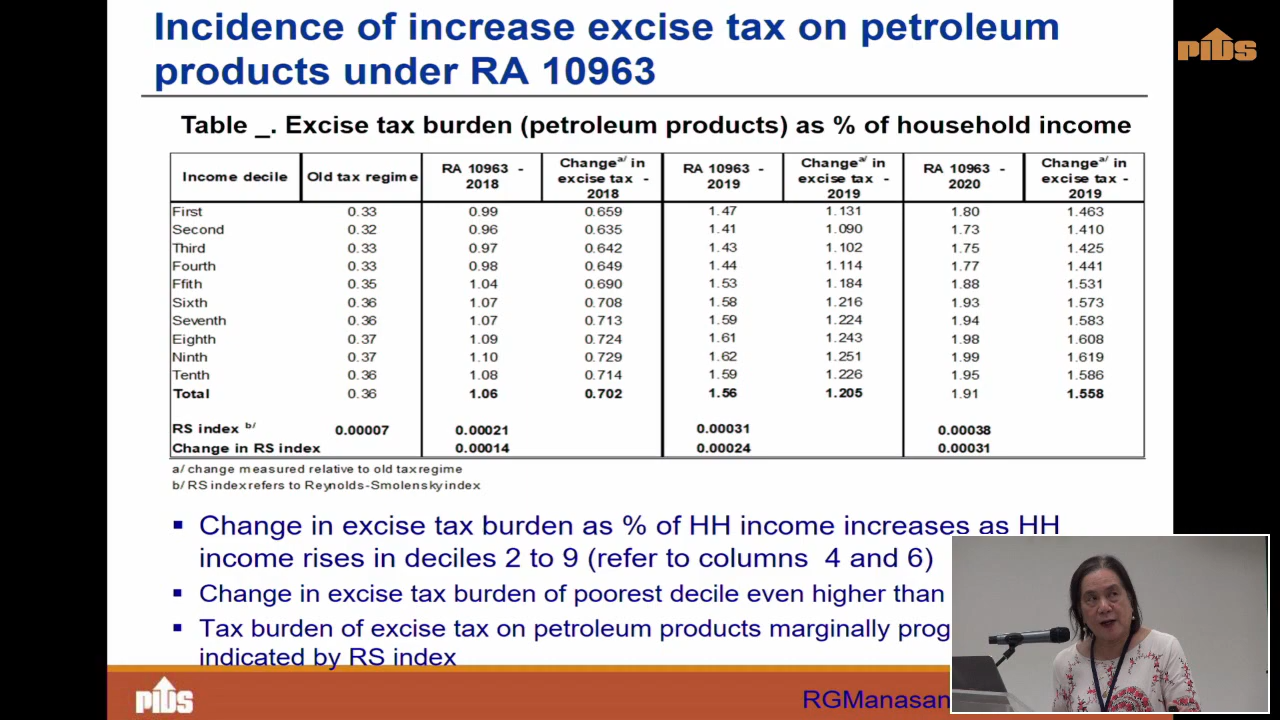 Incidence of increase excise tax on petroleum
products under RA 10963
PIDS
Table _. Excise tax burden (petroleum products) as % of household income
Income decile Old tax regime RA 10963 - 2018 Changea/ in excise tax - 2018 RA 10963 - 2019 Changea/ in excise tax - 2019 RA 10963 - 2020 Changea/ in excise tax - 2019
First 0.33 0.99 0.659 1.47 1.131 1.80 1.463
Second 0.32 0.96 0.635 1.41 1.090 1.73 1.410
Third 0.33 0.97 0.642 1.43 1.102 1.75 1.425
Fourth 0.33 0.98 0.649 1.44 1.114 1.77 1.441
Ffith 0.35 1.04 0.690 1.53 1.184 1.88 1.531
Sixth 0.36 1.07 0.708 1.58 1.216 1.93 1.573
Seventh 0.36 1.07 0.713 1.59 1.224 1.94 1.583
Eighth 0.37 1.09 0.724 1.61 1.243 1.98 1.608
Ninth 0.37 1.10 0.729 1.62 1.251 1.99 1.619
Tenth 0.36 1.08 0.714 1.59 1.226 1.95 1.586
Total 0.36 1.06 0.702 1.56 1.205 1.91 1.558
RS index b/ 0.00007 0.00021 0.00031 0.00038
Change in RS index 0.00014 0.00024 0.00031
a/ change measured relative to old tax regime
b/ RS index refers to Reynolds-Smolensky index
▪ Change in excise tax burden as % of HH income increases as HH
income rises in deciles 2 to 9 (refer to columns 4 and 6)
▪ Change in excise tax burden of poorest decile even higher than
▪ Tax burden of excise tax on petroleum products marginally prog
indicated by RS index
PIDS
RGManasan